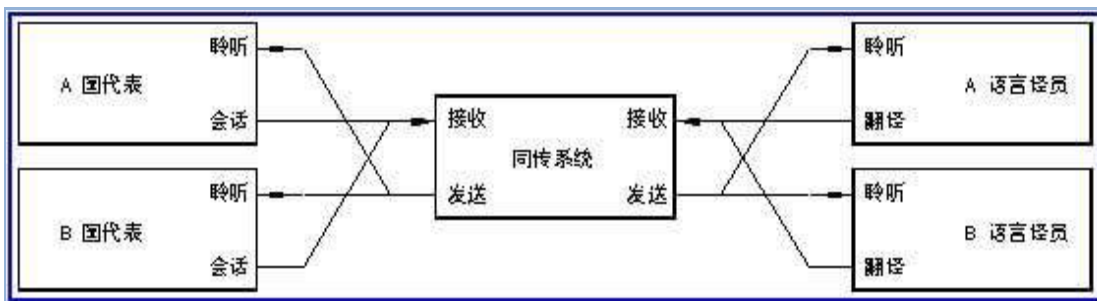 聆听
A 国代表
会话
聆听
B 国代表
会话
接收 接收
同传系统
发送 发送
聆听
A 语言译员
翻译
聆听
B 语言译员
翻译